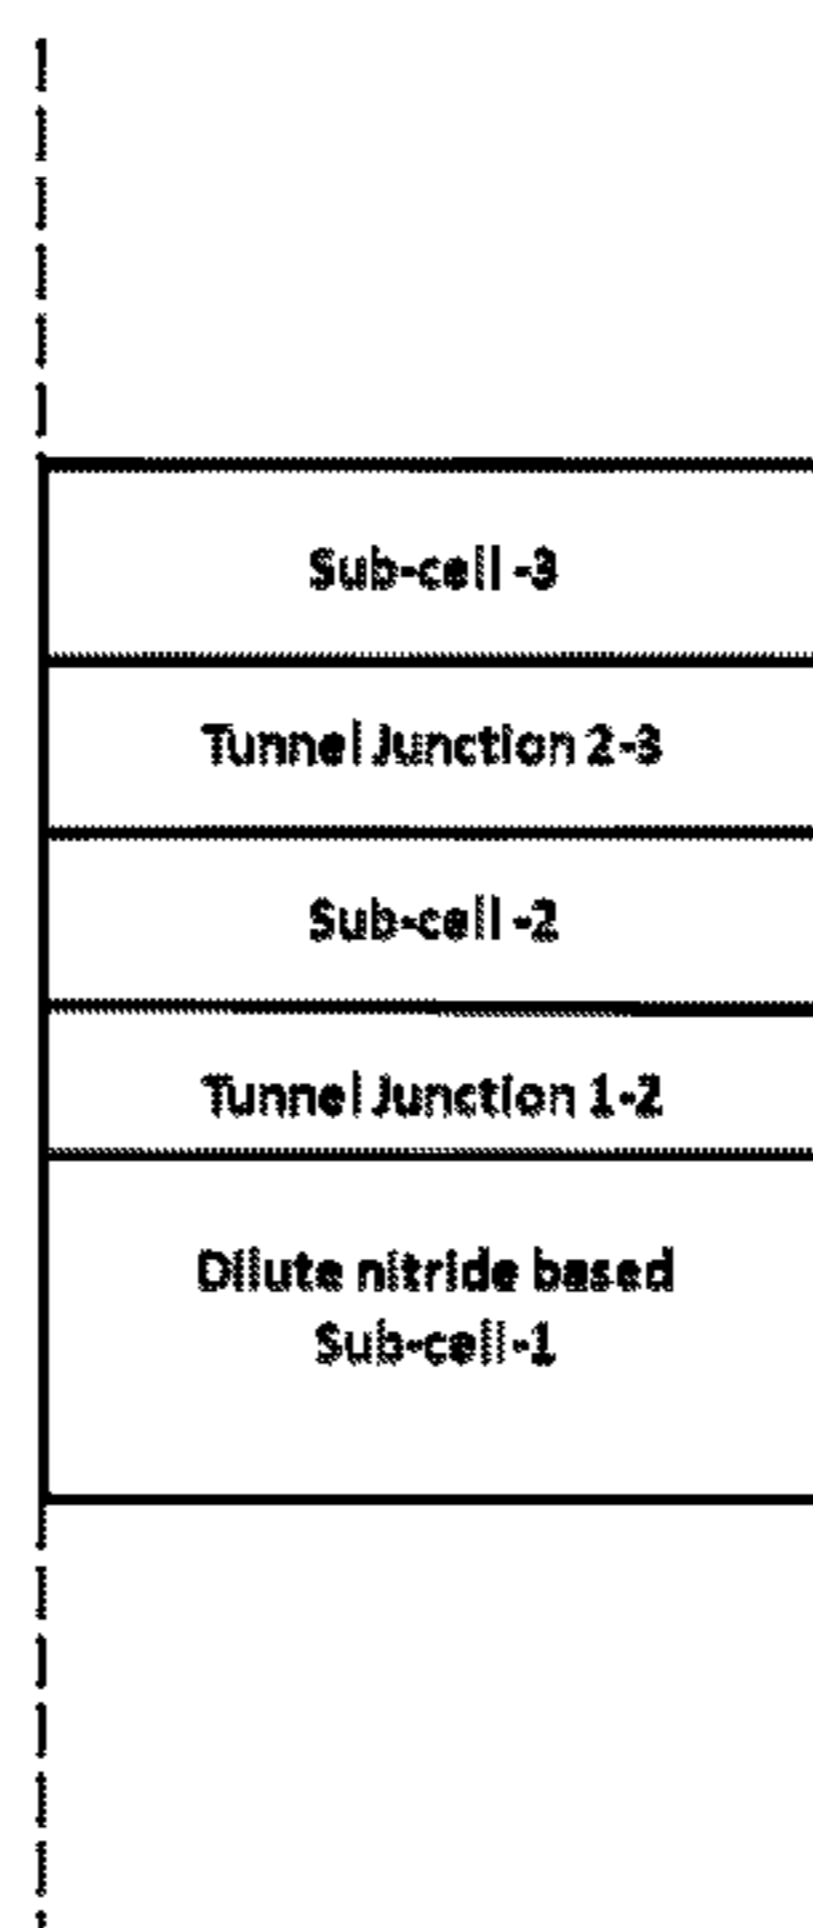 Sub-cell -3
Tunnel Junction 2-3
Sub-cell -2
Tunnel Junction 1-2
Dilute nitride based
Sub-cell -1